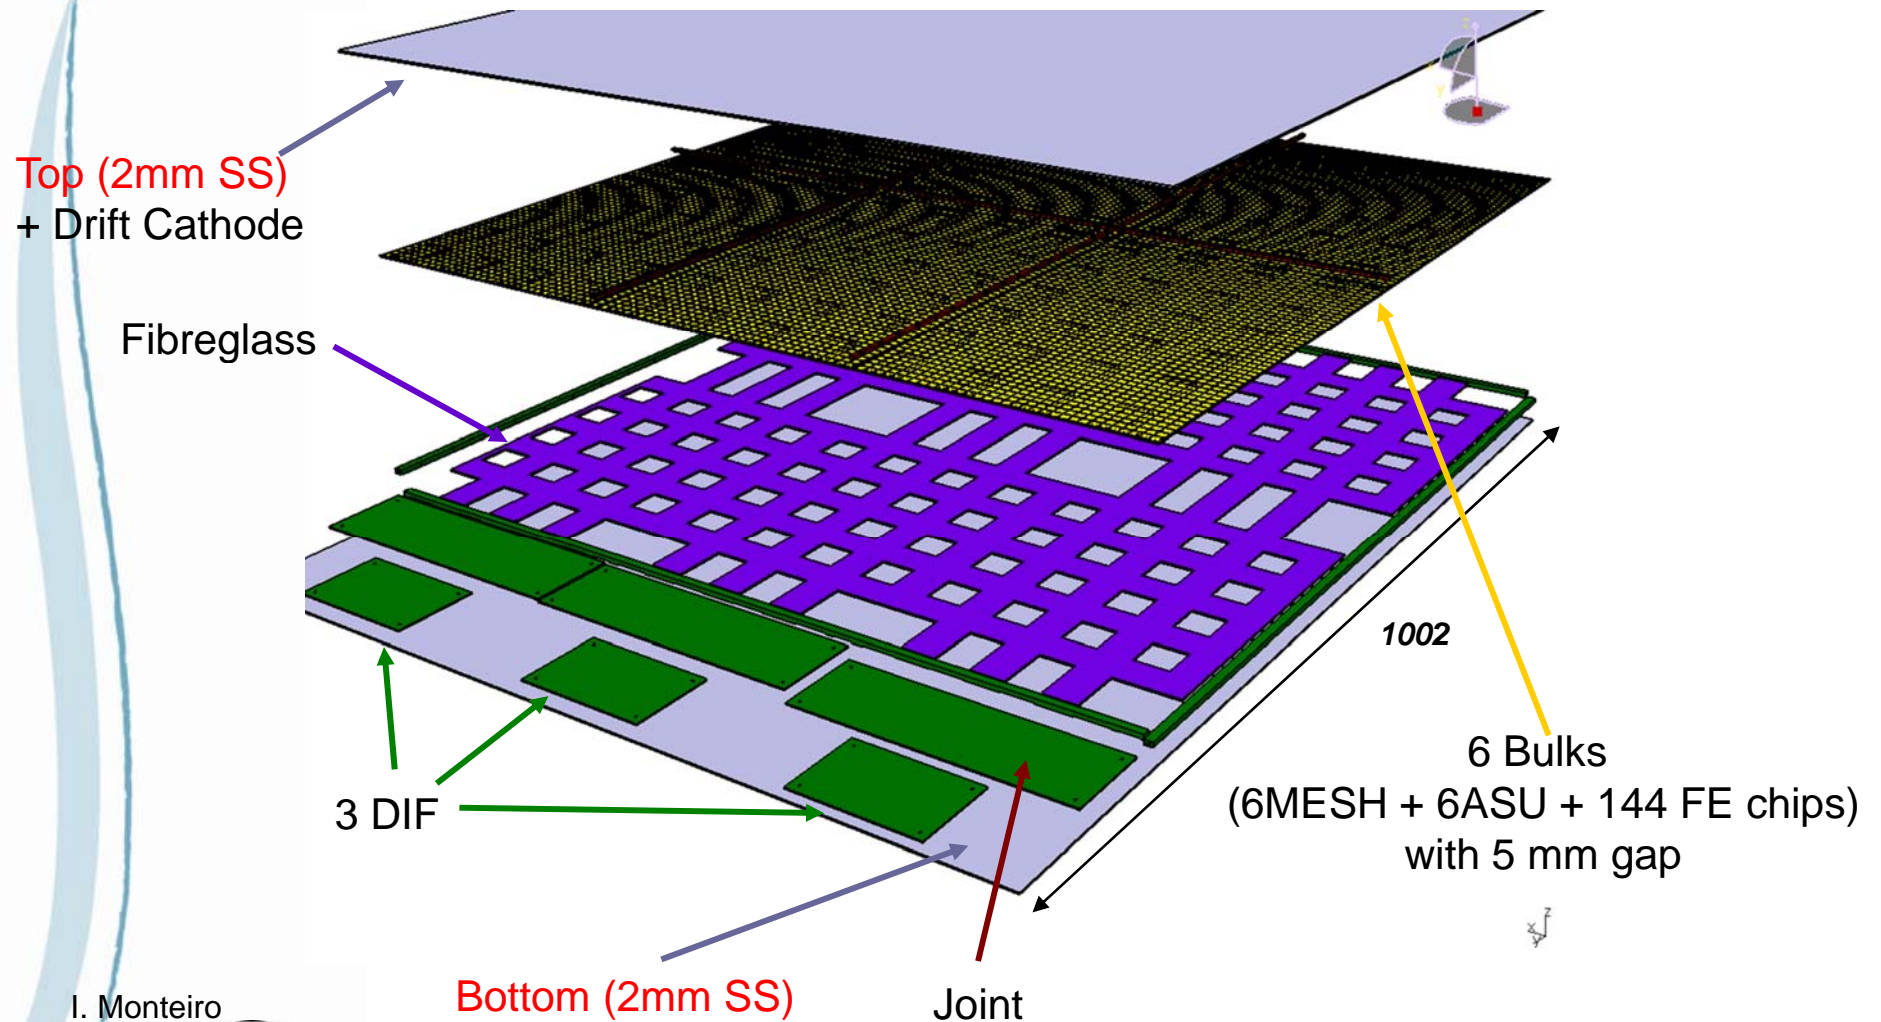 Top (2mm SS)
+ Drift Cathode
Fibreglass
1002
6 Bulks
(6MESH + 6ASU + 144 FE chips)
with 5 mm gap
3 DIF
Bottom (2mm SS)
Joint
I. Monteiro
z
y
z
x
y